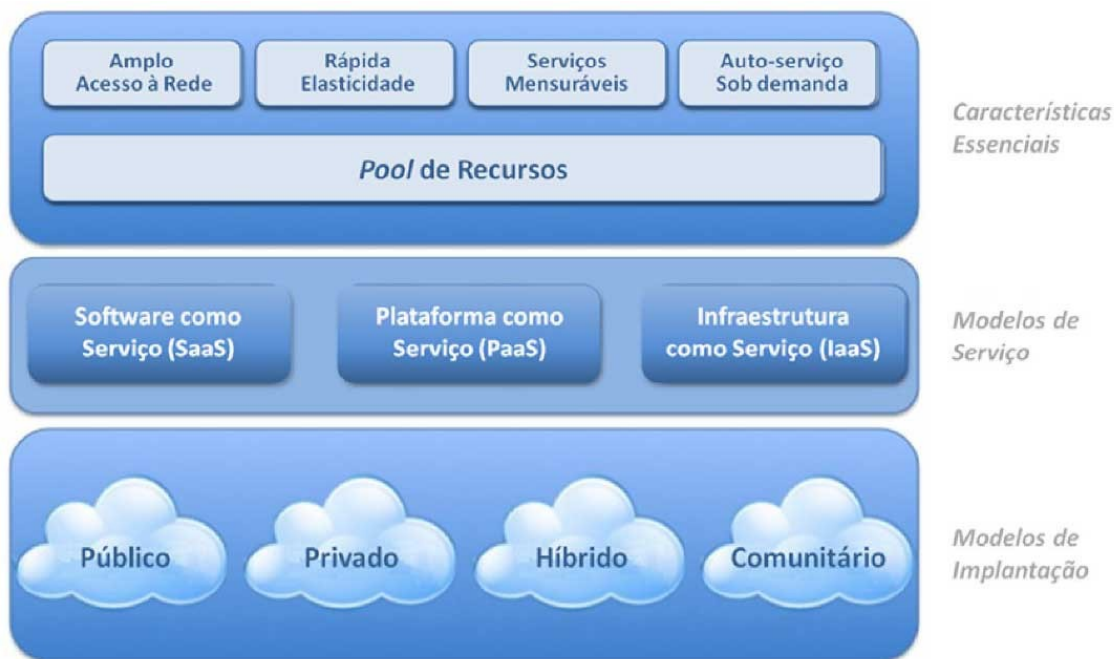 Amplo
Acesso à Rede
Rápida
Elasticidade
Serviços
Mensuráveis
Auto-serviço
Sob demanda
Pool de Recursos
Características
Essenciais
Software como
Serviço (SaaS)
Plataforma como
Serviço (PaaS)
Infraestrutura
como Serviço (IaaS)
Modelos de
Serviço
Público
Privado
Híbrido
Comunitário
Modelos de
Implantação